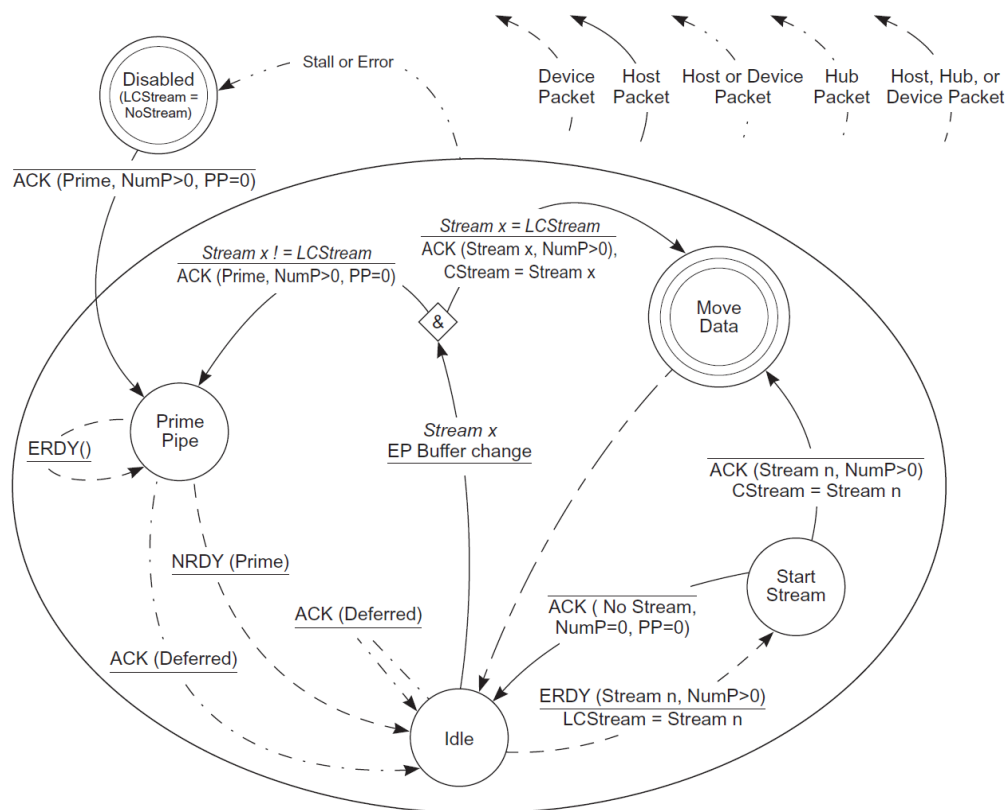 Disabled
(LCStream =
NoStream)
Stall or Error
Device
Packet
Host
Packet
Host or Device
Packet
Hub
Packet
Host, Hub, or
Device Packet
ACK (Prime, NumP>0, PP=0)
Stream x ! = LCStream
ACK (Prime, NumP>0, PP=0)
Stream x = LCStream
ACK (Stream x, NumP>0),
CStream = Stream x
&
Move
Data
Prime
Pipe
ERDY()
Stream x
EP Buffer change
ACK (Stream n, NumP>0)
CStream = Stream n
NRDY (Prime)
Start
Stream
ACK (Deferred)
ACK ( No Stream,
NumP=0, PP=0)
ACK (Deferred)
ERDY (Stream n, NumP>0)
LCStream = Stream n
Idle